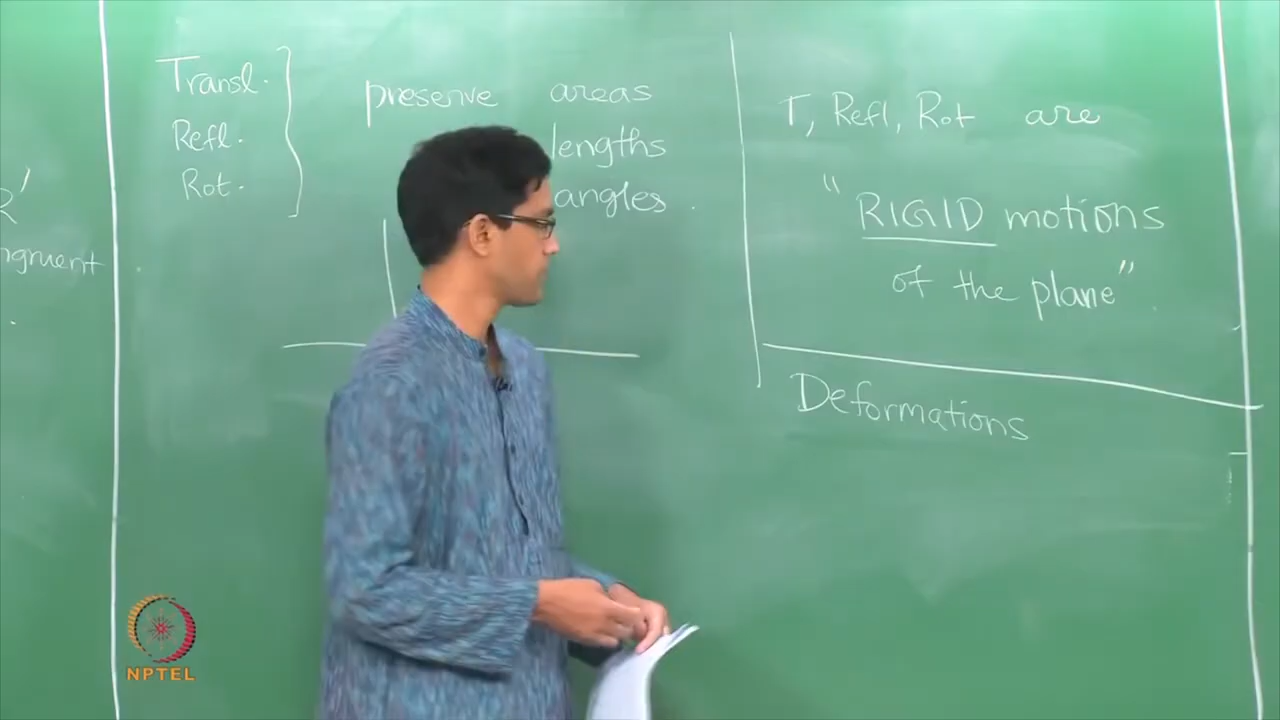 Transl.
Refl.
Rot.
preserve areas
lengths
angles.
T, Refl, Rot are
"RIGID motions
of the plane"
Deformations
R'
ngruent
NPTEL